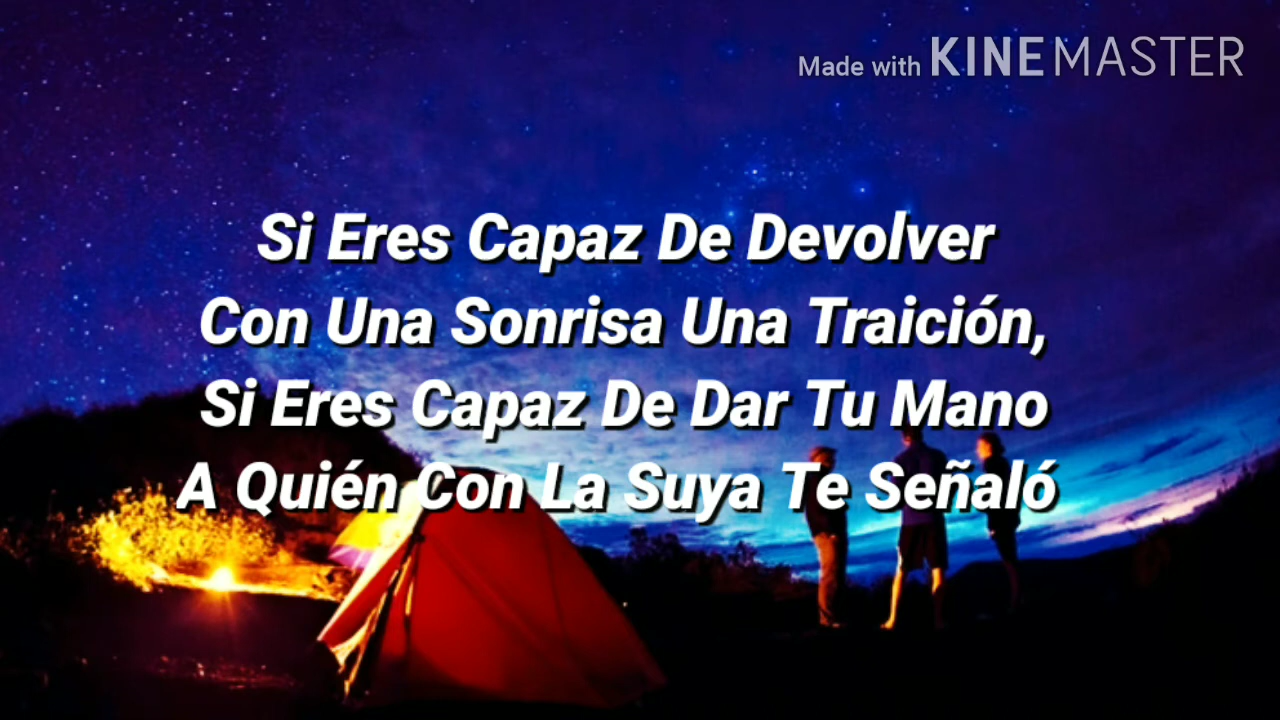 Made with KINEMASTER
Si Eres Capaz De Devolver
Con Una Sonrisa Una Traición,
Si Eres Capaz De Dar Tu Mano
A Quién Con La Suya Te Señaló